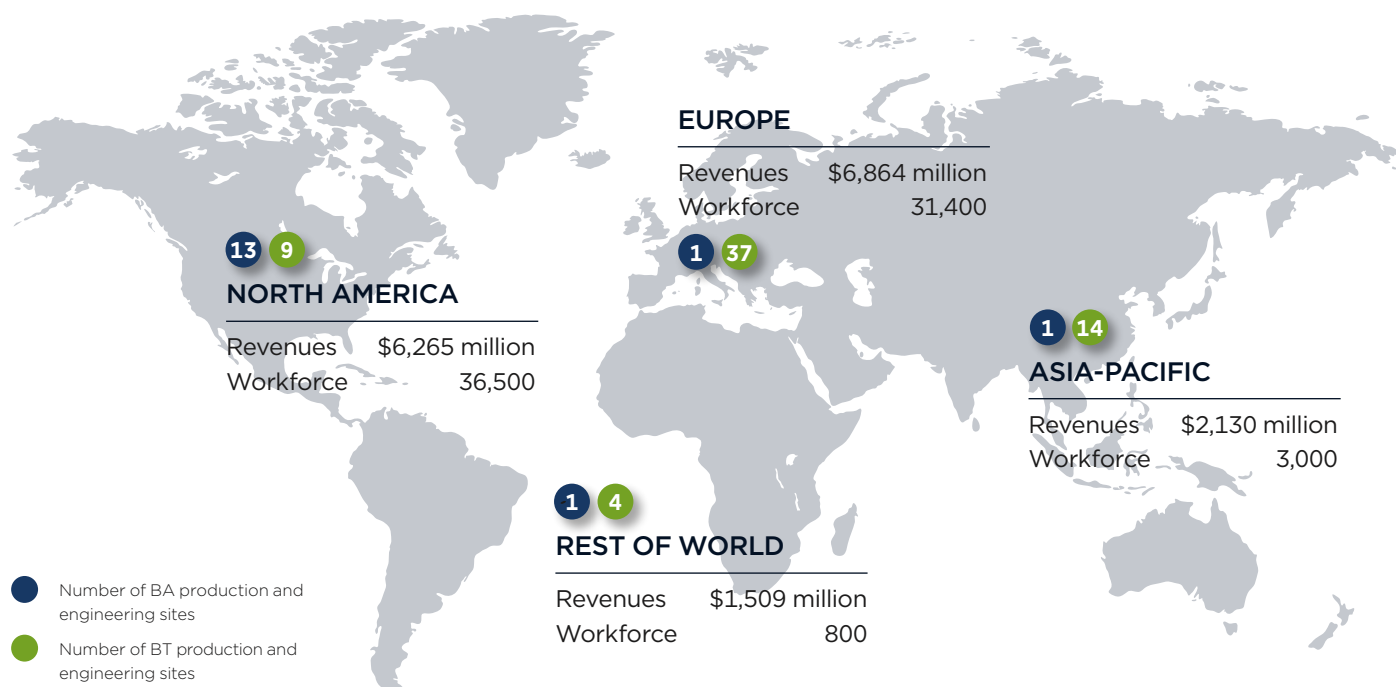 EUROPE
Revenues $6,864 million
Workforce 31,400
1 37
13 9
NORTH AMERICA
Revenues $6,265 million
Workforce 36,500
1 14
ASIA-PACIFIC
Revenues $2,130 million
Workforce 3,000
1 4
REST OF WORLD
Revenues $1,509 million
Workforce 800
Number of BA production and
engineering sites
Number of BT production and
engineering sites